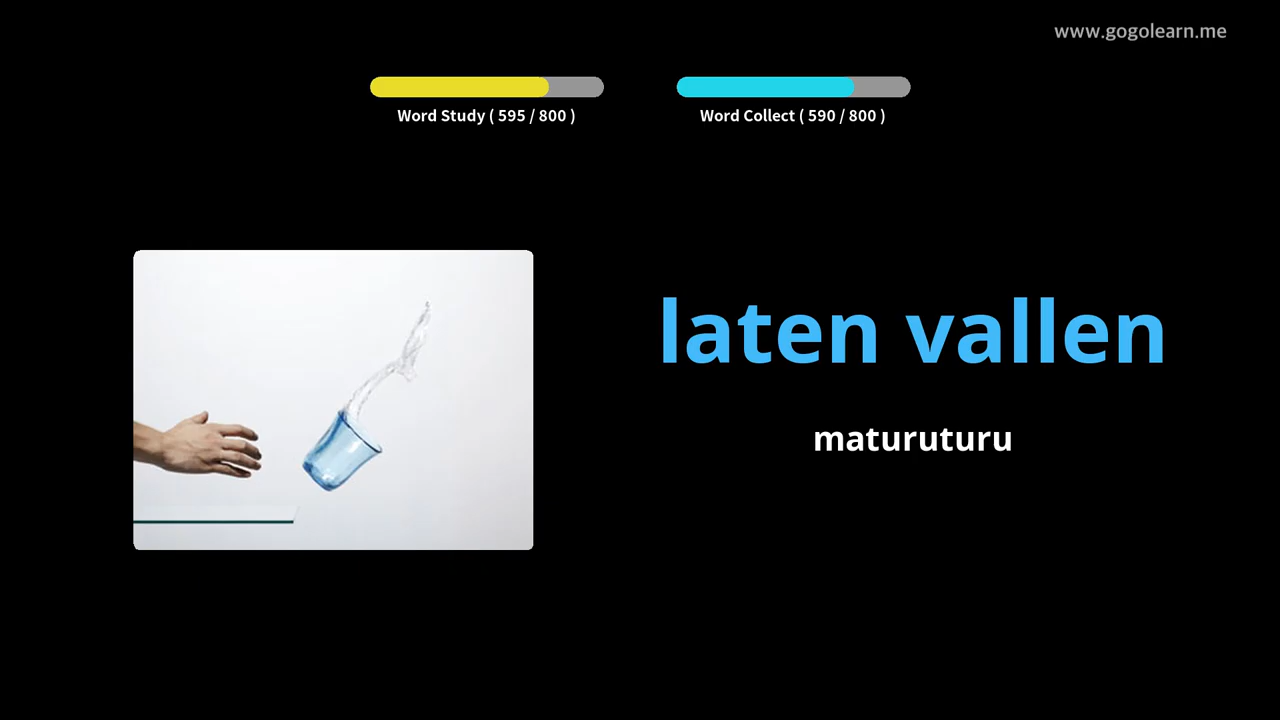 www.gogolearn.me
Word Study ( 595 / 800 )
Word Collect ( 590 / 800 )
laten vallen
maturuturu